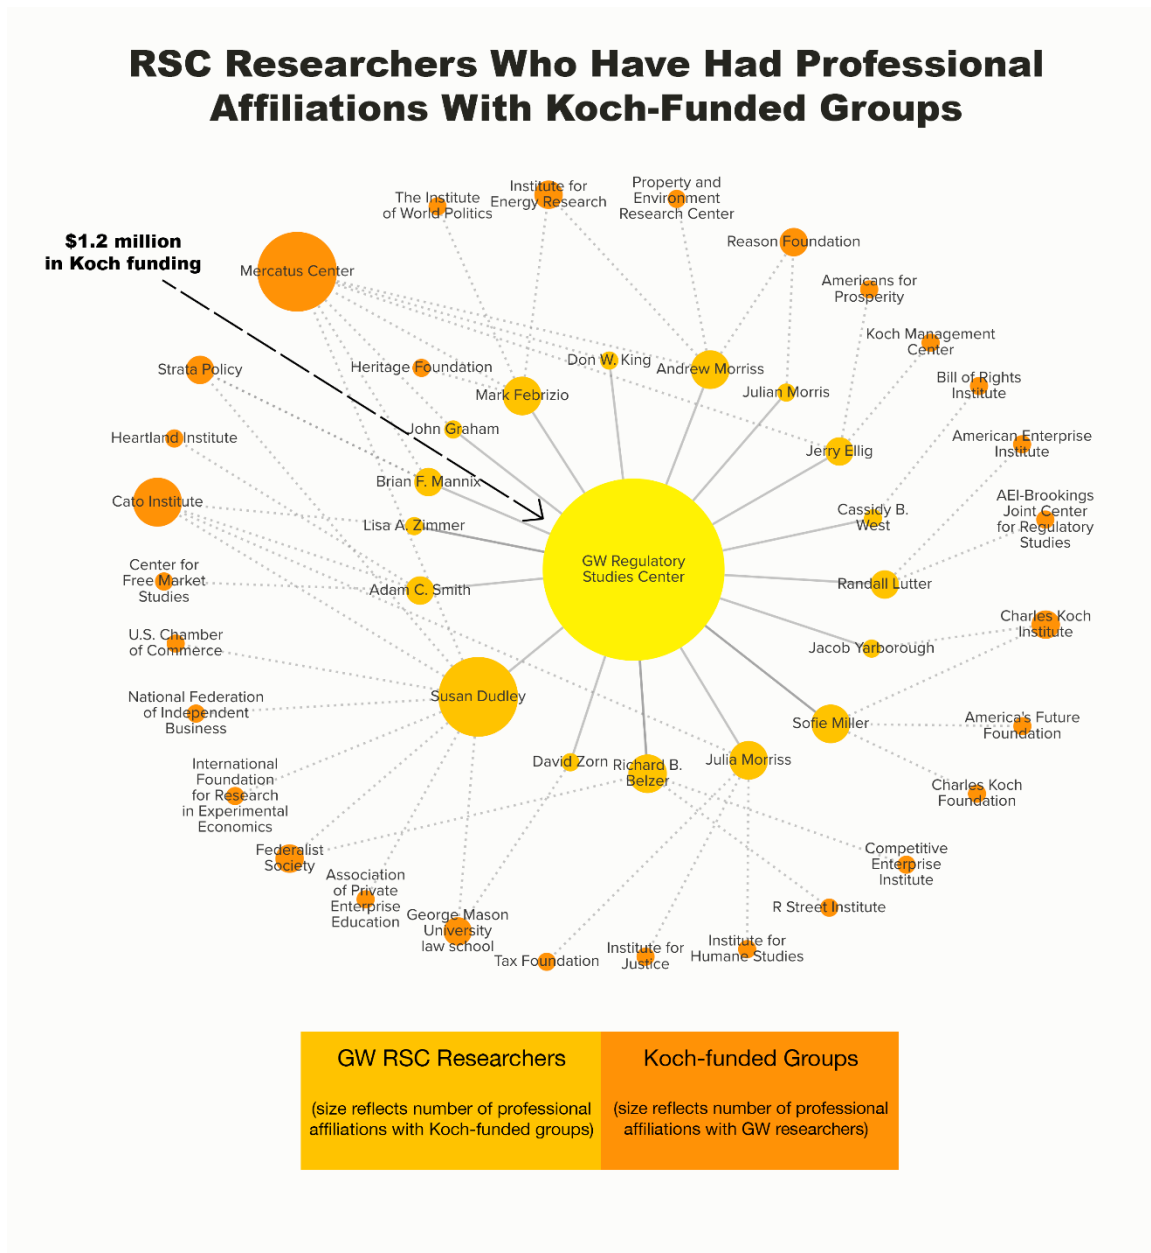 RSC Researchers Who Have Had Professional
Affiliations With Koch-Funded Groups
$1.2 million
in Koch funding
The Institute
of World Politics
Institute for
Energy Research
Property and
Environment
Research Center
Reason Foundation
Mercatus Center
Americans for
Prosperity
Koch Management
Center
Bill of Rights
Institute
American Enterprise
Institute
AEI-Brookings
Joint Center
for Regulatory
Studies
Strata Policy
Heritage Foundation
Don W. King
Andrew Morriss
Mark Febrizio
Julian Morris
John Graham
Jerry Ellig
Heartland Institute
Brian F. Mannix
Cato Institute
Lisa A. Zimmer
Cassidy B.
West
GW Regulatory
Studies Center
Center for
Free Market
Studies
Adam C. Smith
Randall Lutter
Charles Koch
Institute
U.S. Chamber
of Commerce
Jacob Yarborough
Susan Dudley
National Federation
of Independent
Business
Sofie Miller
America's Future
Foundation
David Zorn
Richard B.
Belzer
Julia Morriss
International
Foundation
for Research
in Experimental
Economics
Charles Koch
Foundation
Federalist
Society
Competitive
Enterprise
Institute
Association
of Private
Enterprise
Education
R Street Institute
George Mason
University
law school
Tax Foundation
Institute for
Justice
Institute for
Humane Studies
GW RSC Researchers
(size reflects number of professional
affiliations with Koch-funded groups)
Koch-funded Groups
(size reflects number of professional
affiliations with GW researchers)